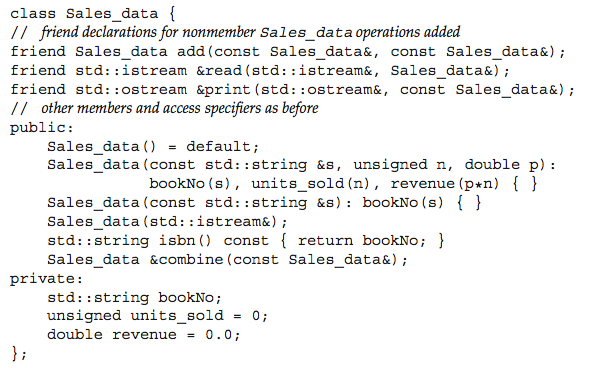 class Sales_data {
// friend declarations for nonmember Sales_data operations added
friend Sales_data add(const Sales_data&, const Sales_data&);
friend std::istream &read(std::istream&, Sales_data&);
friend std::ostream &print(std::ostream&, const Sales_data&);
// other members and access specifiers as before
public:
    Sales_data() = default;
    Sales_data(const std::string &s, unsigned n, double p):
               bookNo(s), units_sold(n), revenue(p*n) { }
    Sales_data(const std::string &s): bookNo(s) { }
    Sales_data(std::istream&);
    std::string isbn() const { return bookNo; }
    Sales_data &combine(const Sales_data&);
private:
    std::string bookNo;
    unsigned units_sold = 0;
    double revenue = 0.0;
};